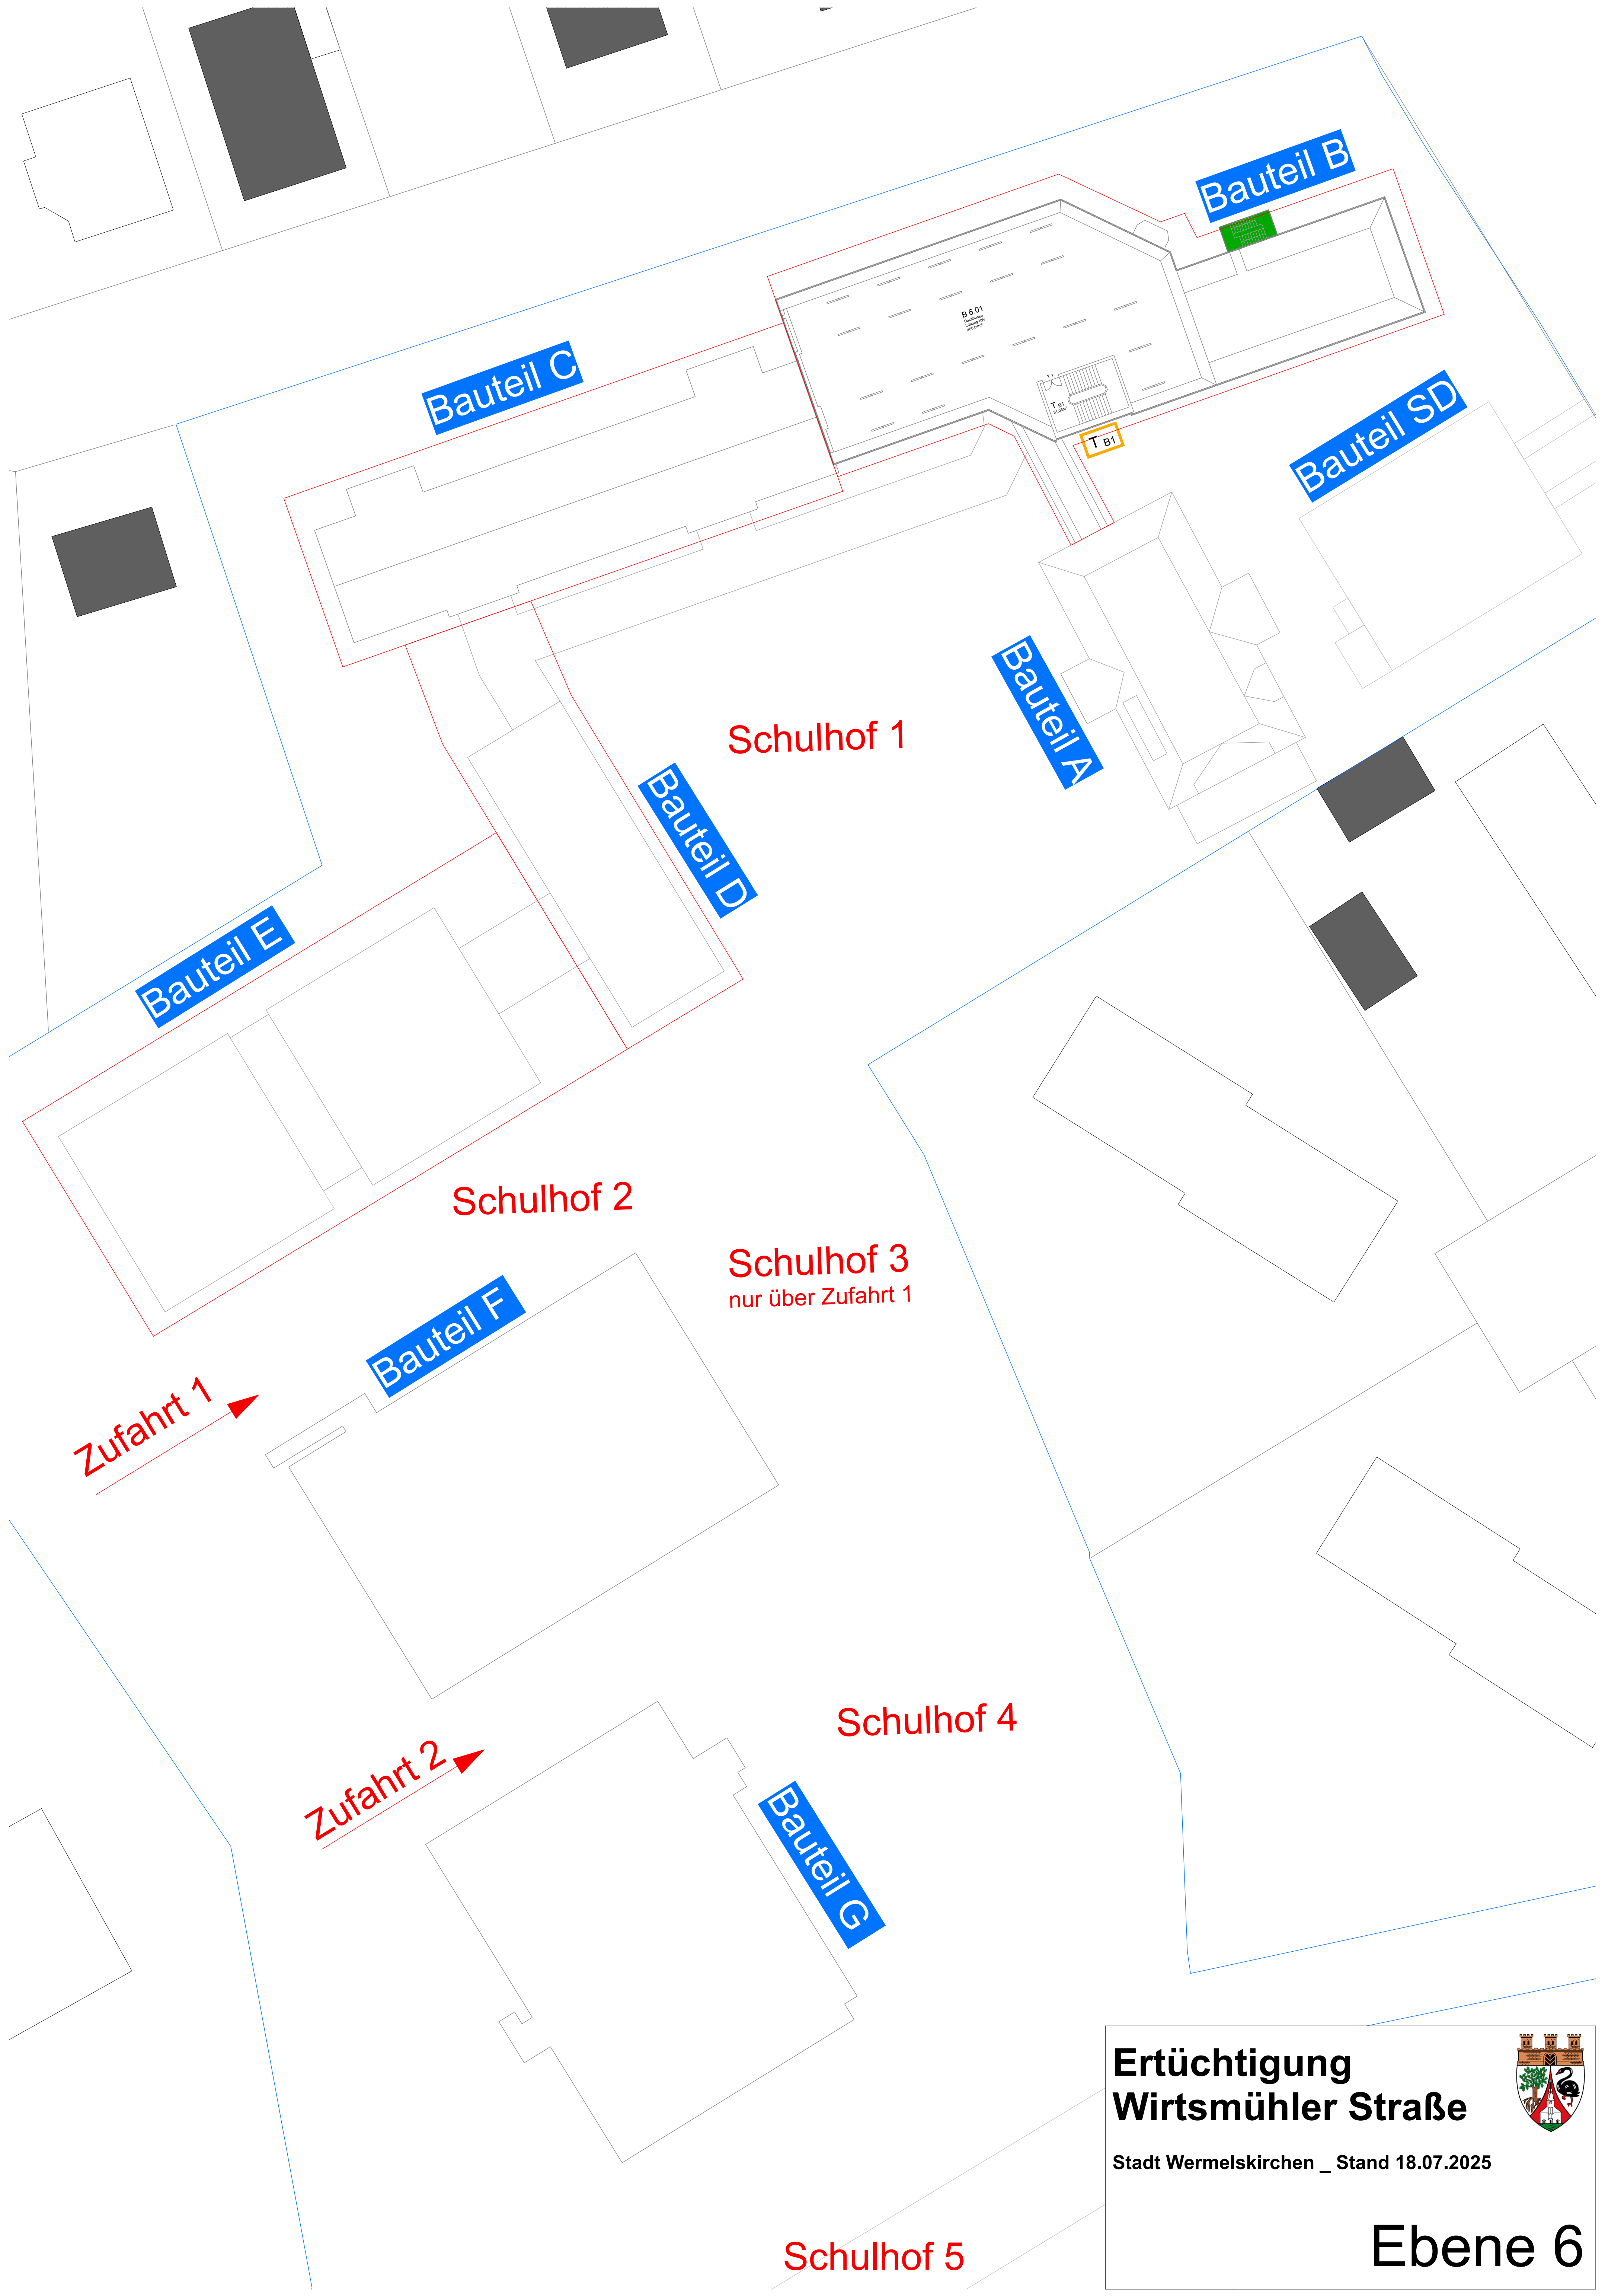 Bauteil B
B 6.01
Bauteil C
T1
T B1
T B1
Bauteil SD
Bauteil A
Schulhof 1
Bauteil D
Bauteil E
Schulhof 2
Schulhof 3
nur über Zufahrt 1
Bauteil F
Zufahrt 1
Schulhof 4
Zufahrt 2
Bauteil G
Ertüchtigung
Wirtsmühler Straße
Stadt Wermelskirchen _ Stand 18.07.2025
Ebene 6
Schulhof 5